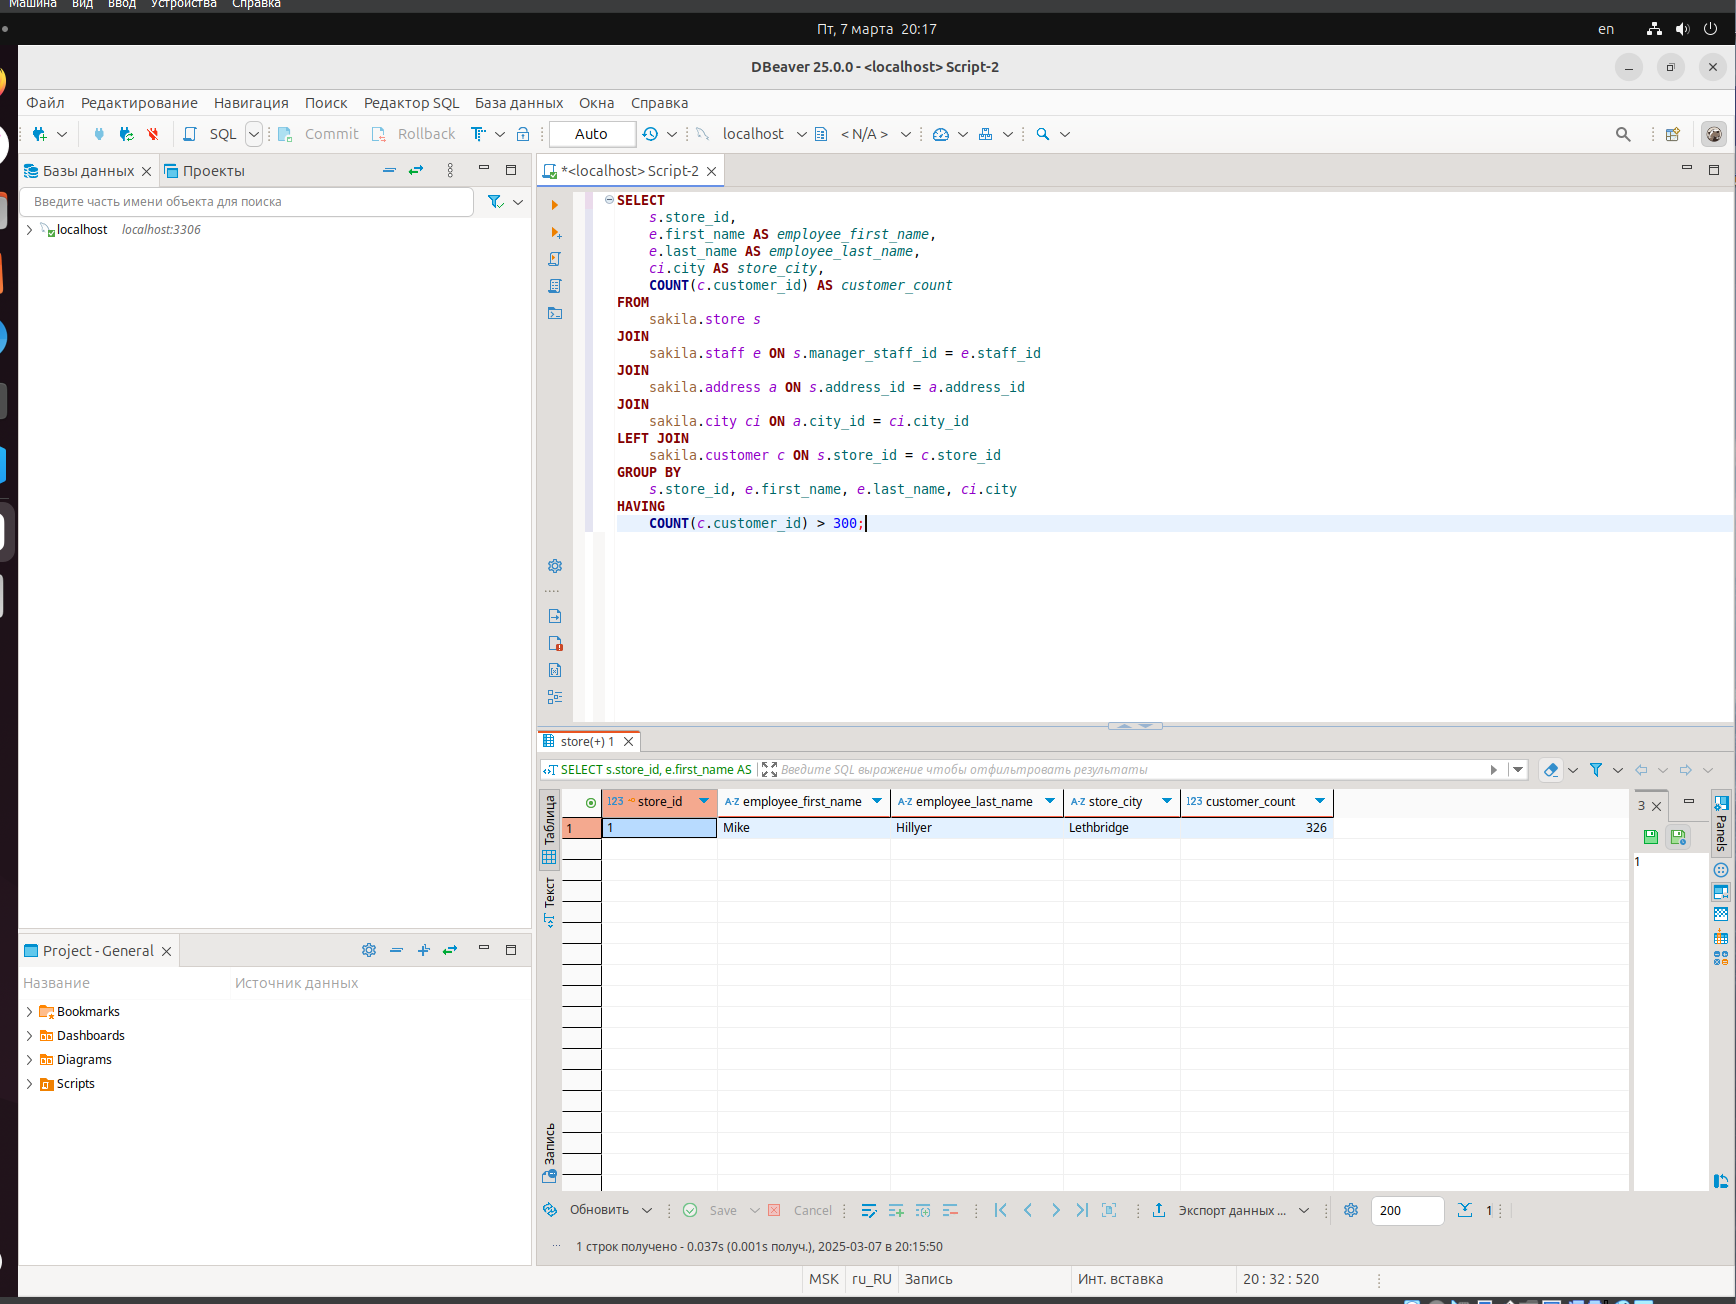 Машина Вид Ввод Устройства Справка
Пт, 7 марта 20:17
en
DBeaver 25.0.0 - <localhost> Script-2
Файл Редактирование Навигация Поиск Редактор SQL База данных Окна Справка
SQL Commit Rollback Auto localhost < N/A >
Базы данных Проекты
Введите часть имени объекта для поиска
localhost localhost:3306
*<localhost> Script-2
SELECT
s.store_id,
e.first_name AS employee_first_name,
e.last_name AS employee_last_name,
ci.city AS store_city,
COUNT(c.customer_id) AS customer_count
FROM
sakila.store s
JOIN
sakila.staff e ON s.manager_staff_id = e.staff_id
JOIN
sakila.address a ON s.address_id = a.address_id
JOIN
sakila.city ci ON a.city_id = ci.city_id
LEFT JOIN
sakila.customer c ON s.store_id = c.store_id
GROUP BY
s.store_id, e.first_name, e.last_name, ci.city
HAVING
COUNT(c.customer_id) > 300;
store(+) 1
SELECT s.store_id, e.first_name AS Введите SQL выражение чтобы отфильтровать результаты
Таблица
Текст
Запись
123 store_id A-Z employee_first_name A-Z employee_last_name A-Z store_city 123 customer_count
1 1 Mike Hillyer Lethbridge 326
3
1
Panels
Project - General
Название Источник данных
Bookmarks
Dashboards
Diagrams
Scripts
Обновить Save Cancel Экспорт данных ... 200 1
1 строк получено - 0.037s (0.001s получ.), 2025-03-07 в 20:15:50
MSK ru_RU Запись Инт. вставка 20 : 32 : 520